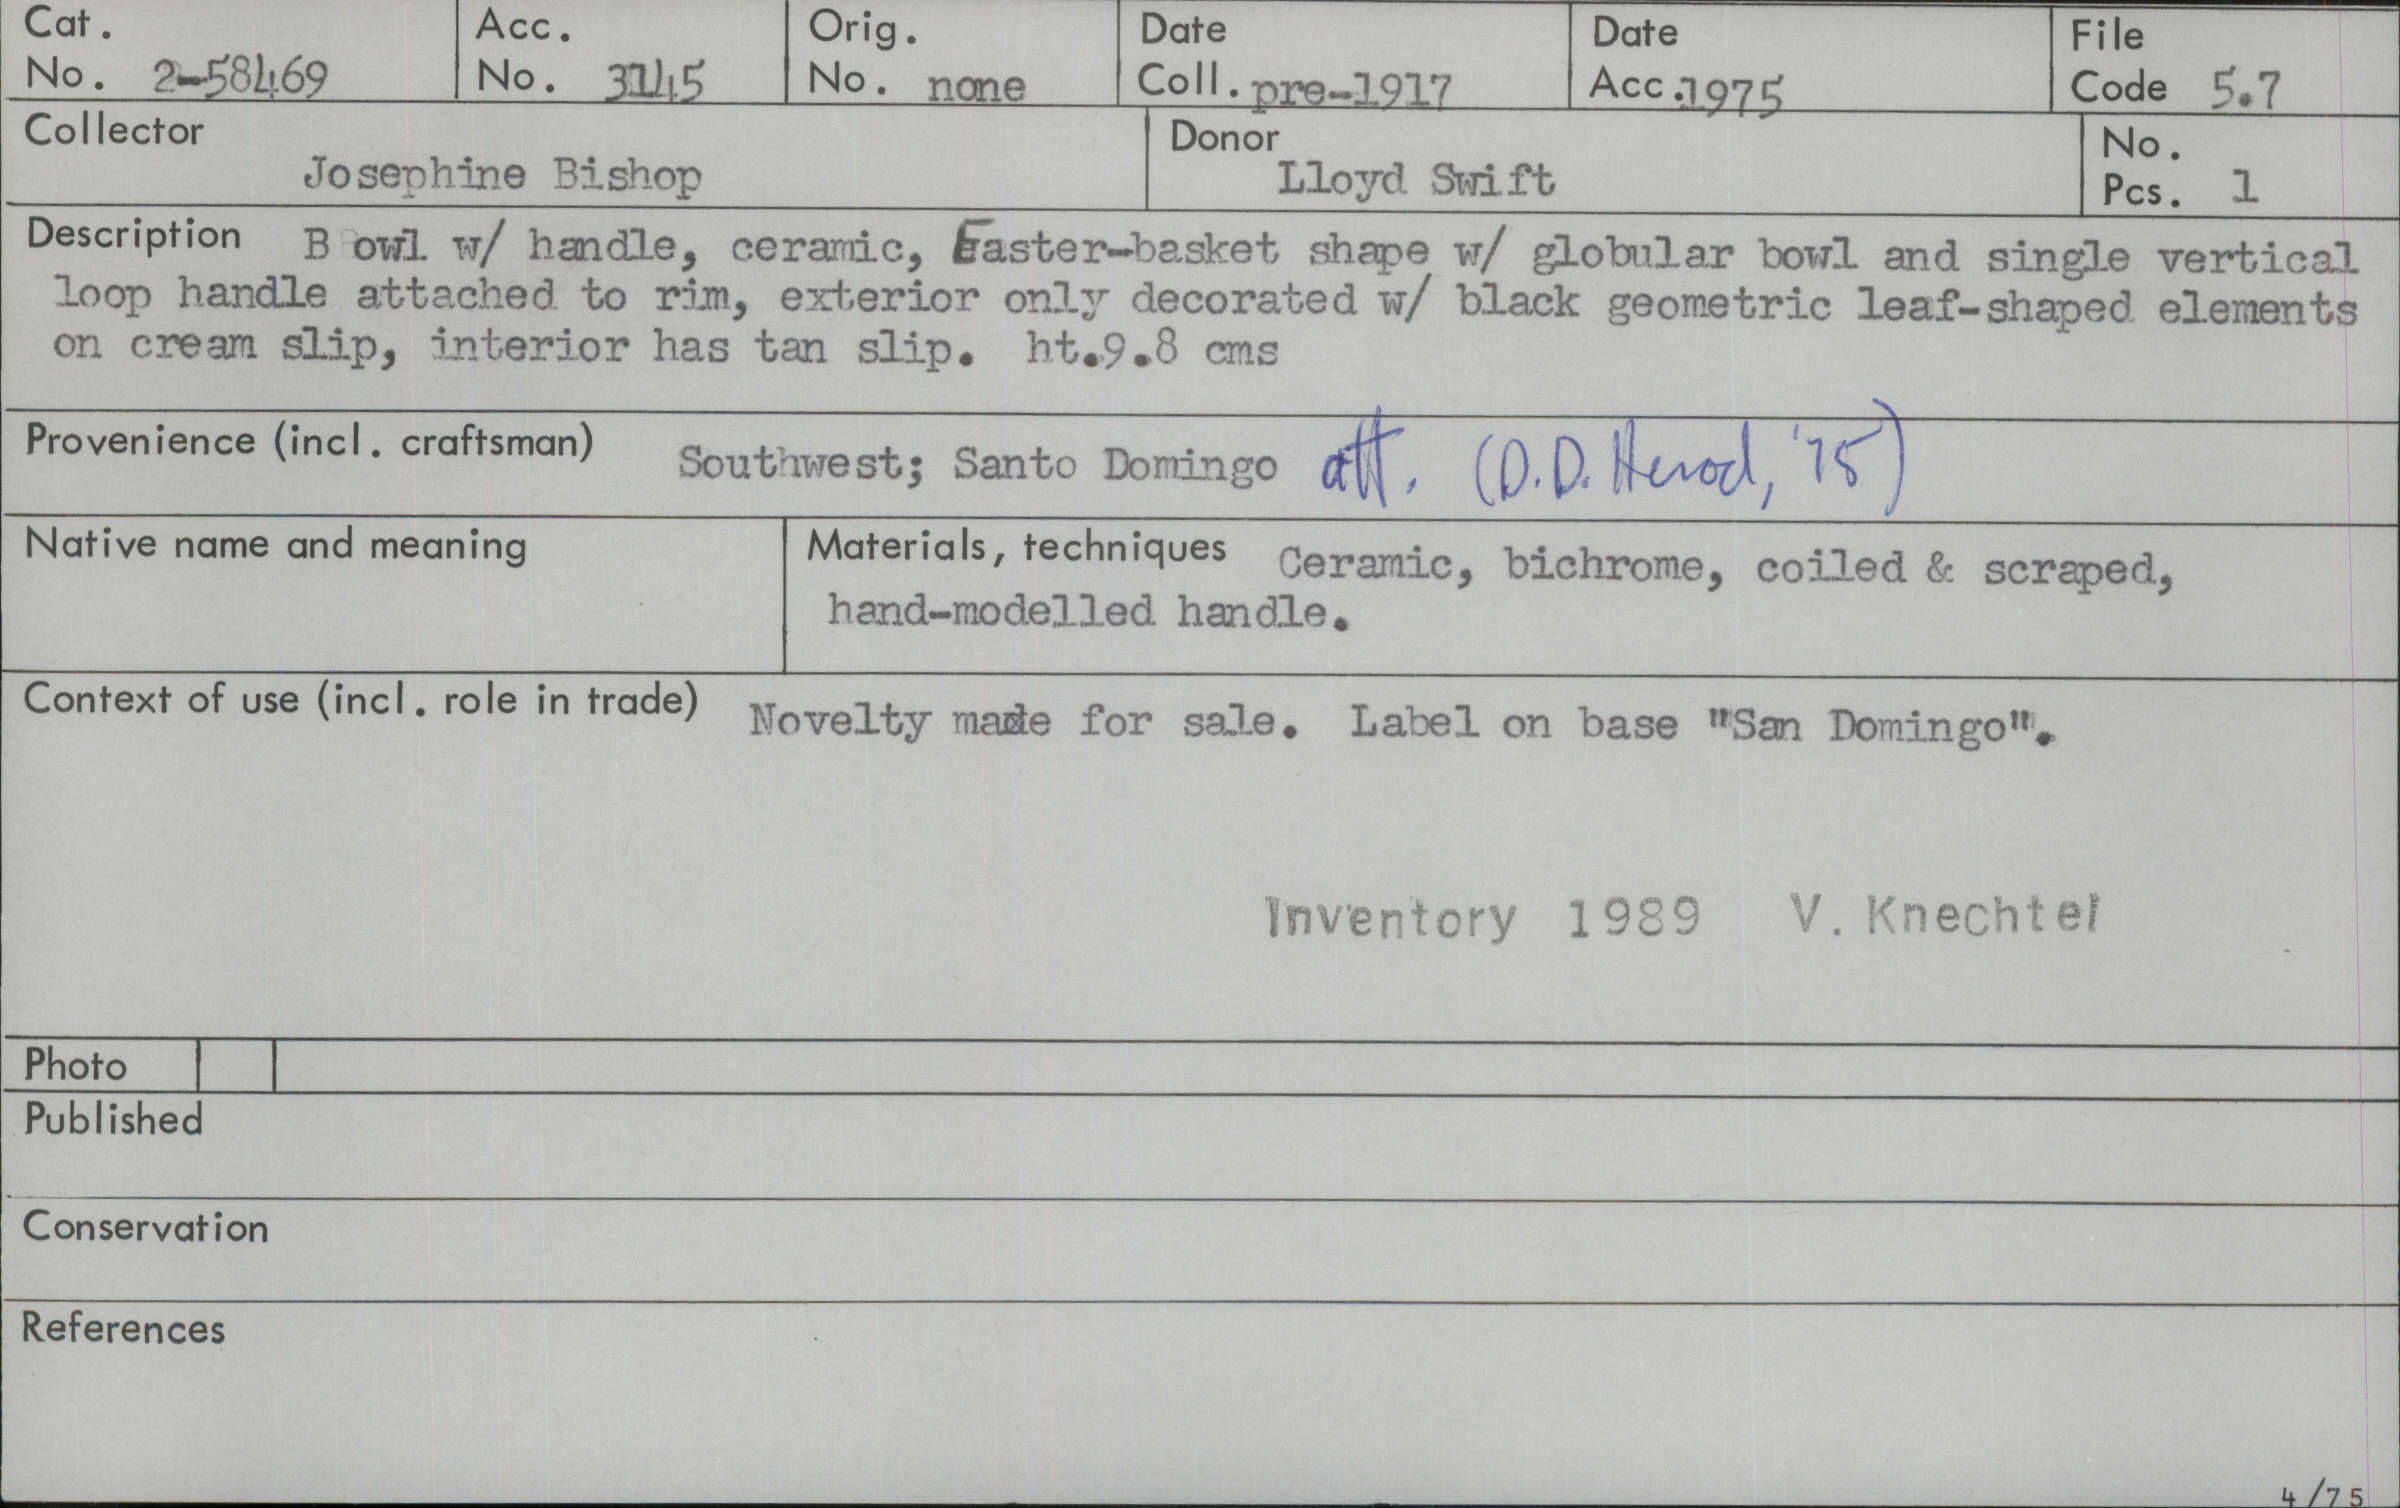 Cat. No. 2-58469 Acc. No. 3145 Orig. No. none Date Coll. pre-1917 Date Acc. 1975 File Code 5.7
Collector Josephine Bishop Donor Lloyd Swift No. Pcs. 1
Description Bowl w/ handle, ceramic, Easter-basket shape w/ globular bowl and single vertical
loop handle attached to rim, exterior only decorated w/ black geometric leaf-shaped elements
on cream slip, interior has tan slip. ht.9.8 cms
Provenience (incl. craftsman) Southwest; Santo Domingo att. (D.D. Herod, '75)
Native name and meaning
Materials, techniques Ceramic, bichrome, coiled & scraped,
hand-modelled handle.
Context of use (incl. role in trade) Novelty made for sale. Label on base "San Domingo".
Inventory 1989 V. Knechtel
Photo
Published
Conservation
References
4/75